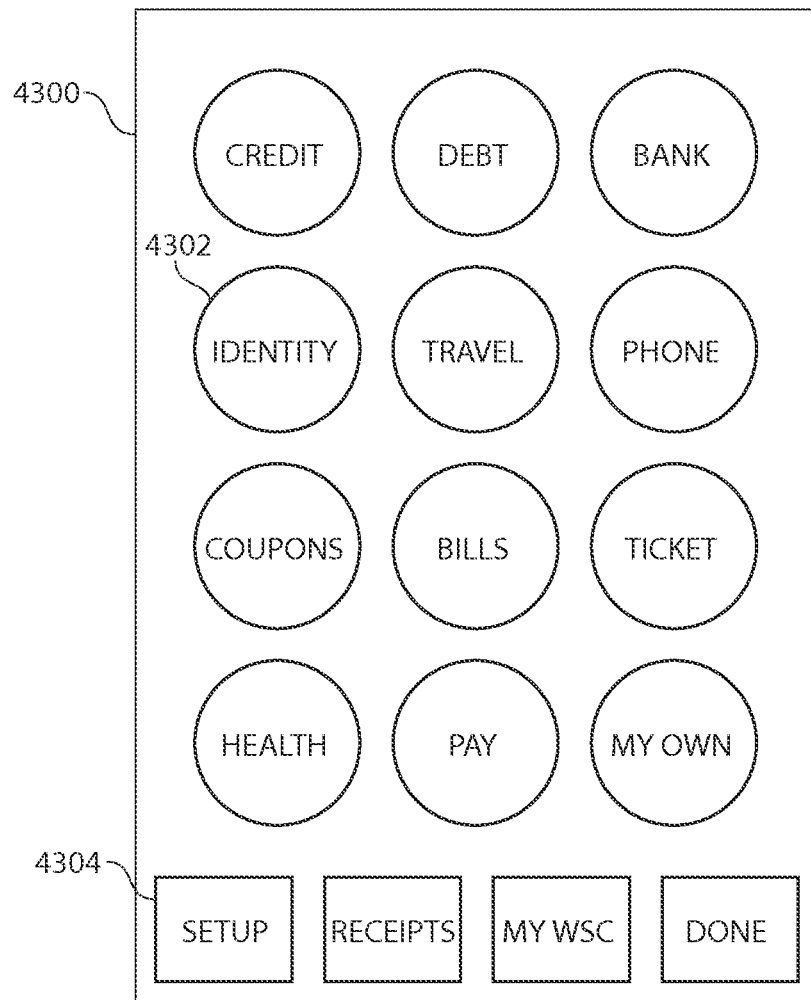 4300
CREDIT DEBT BANK
4302
IDENTITY TRAVEL PHONE
COUPONS BILLS TICKET
HEALTH PAY MY OWN
4304
SETUP RECEIPTS MY WSC DONE